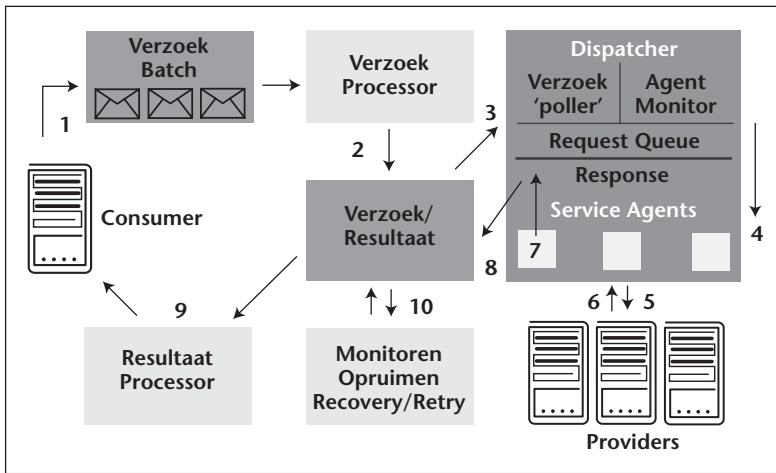 Verzoek
Batch
1
Verzoek
Processor
2
3
Dispatcher
Verzoek
'poller'
Agent
Monitor
Request Queue
Response
Service Agents
7
4
Consumer
Verzoek/
Resultaat
8
6
5
9
10
Resultaat
Processor
Monitoren
Opruimen
Recovery/Retry
Providers